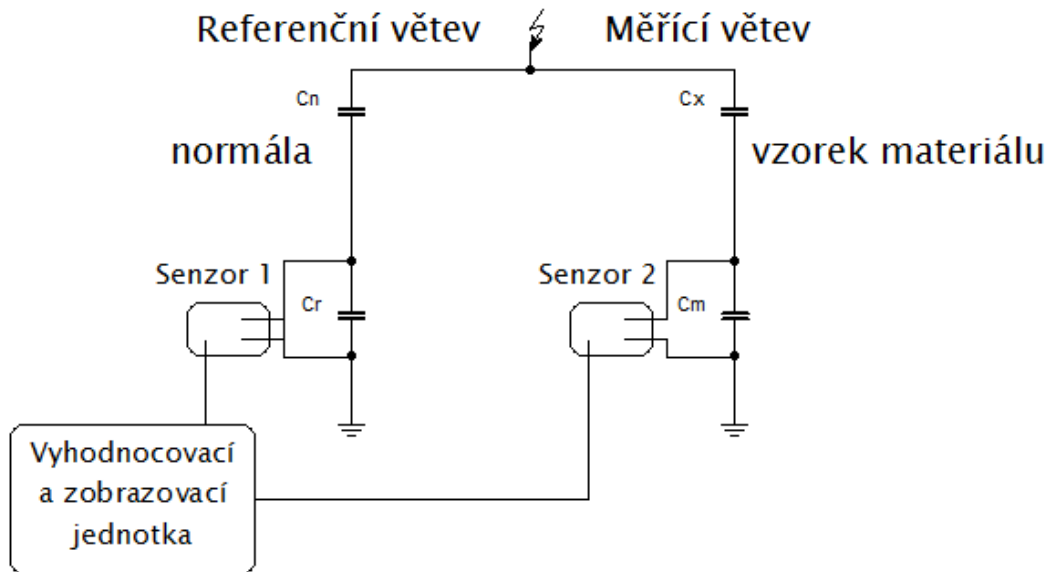 Referenční větev
Měřící větev
Cn
Cx
normála
vzorek materiálu
Senzor 1
Senzor 2
Cr
Cm
Vyhodnocovací
a zobrazovací
jednotka